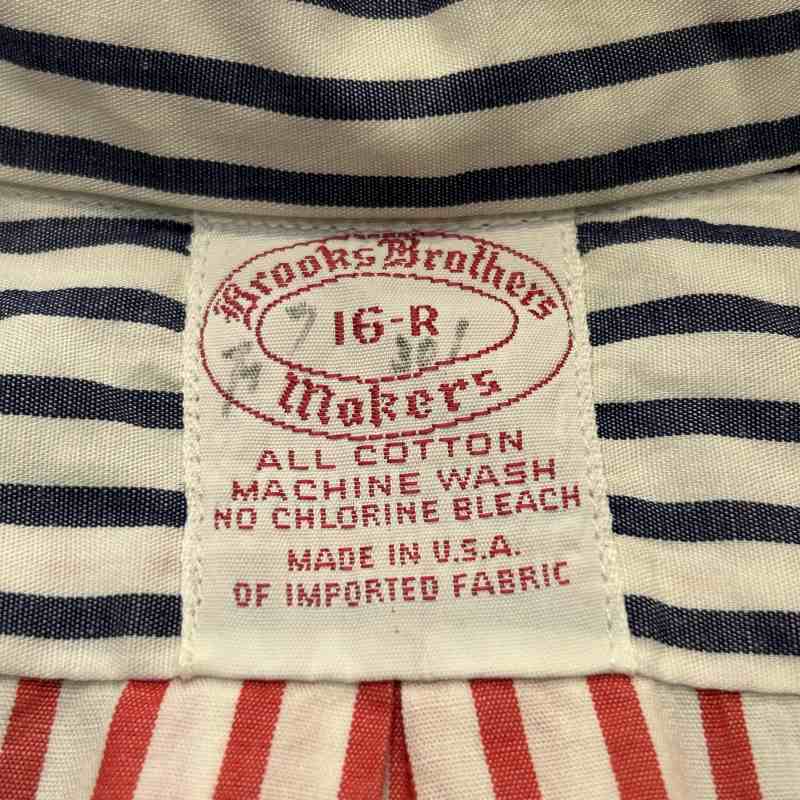 Brooks Brothers
16-R
Makers
ALL COTTON
MACHINE WASH
NO CHLORINE BLEACH
MADE IN U.S.A.
OF IMPORTED FABRIC